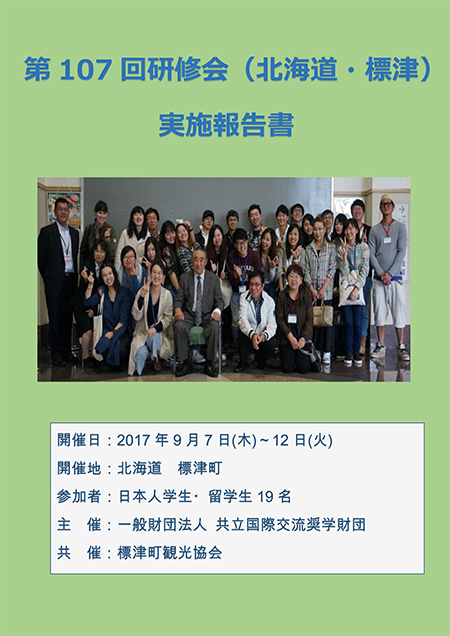 第 107 回研修会（北海道・標津）
実施報告書
開催日：2017 年 9 月 7 日(木)～12 日(火)
開催地：北海道　標津町
参加者：日本人学生・留学生 19 名
主　催：一般財団法人 共立国際交流奨学財団
共　催：標津町観光協会